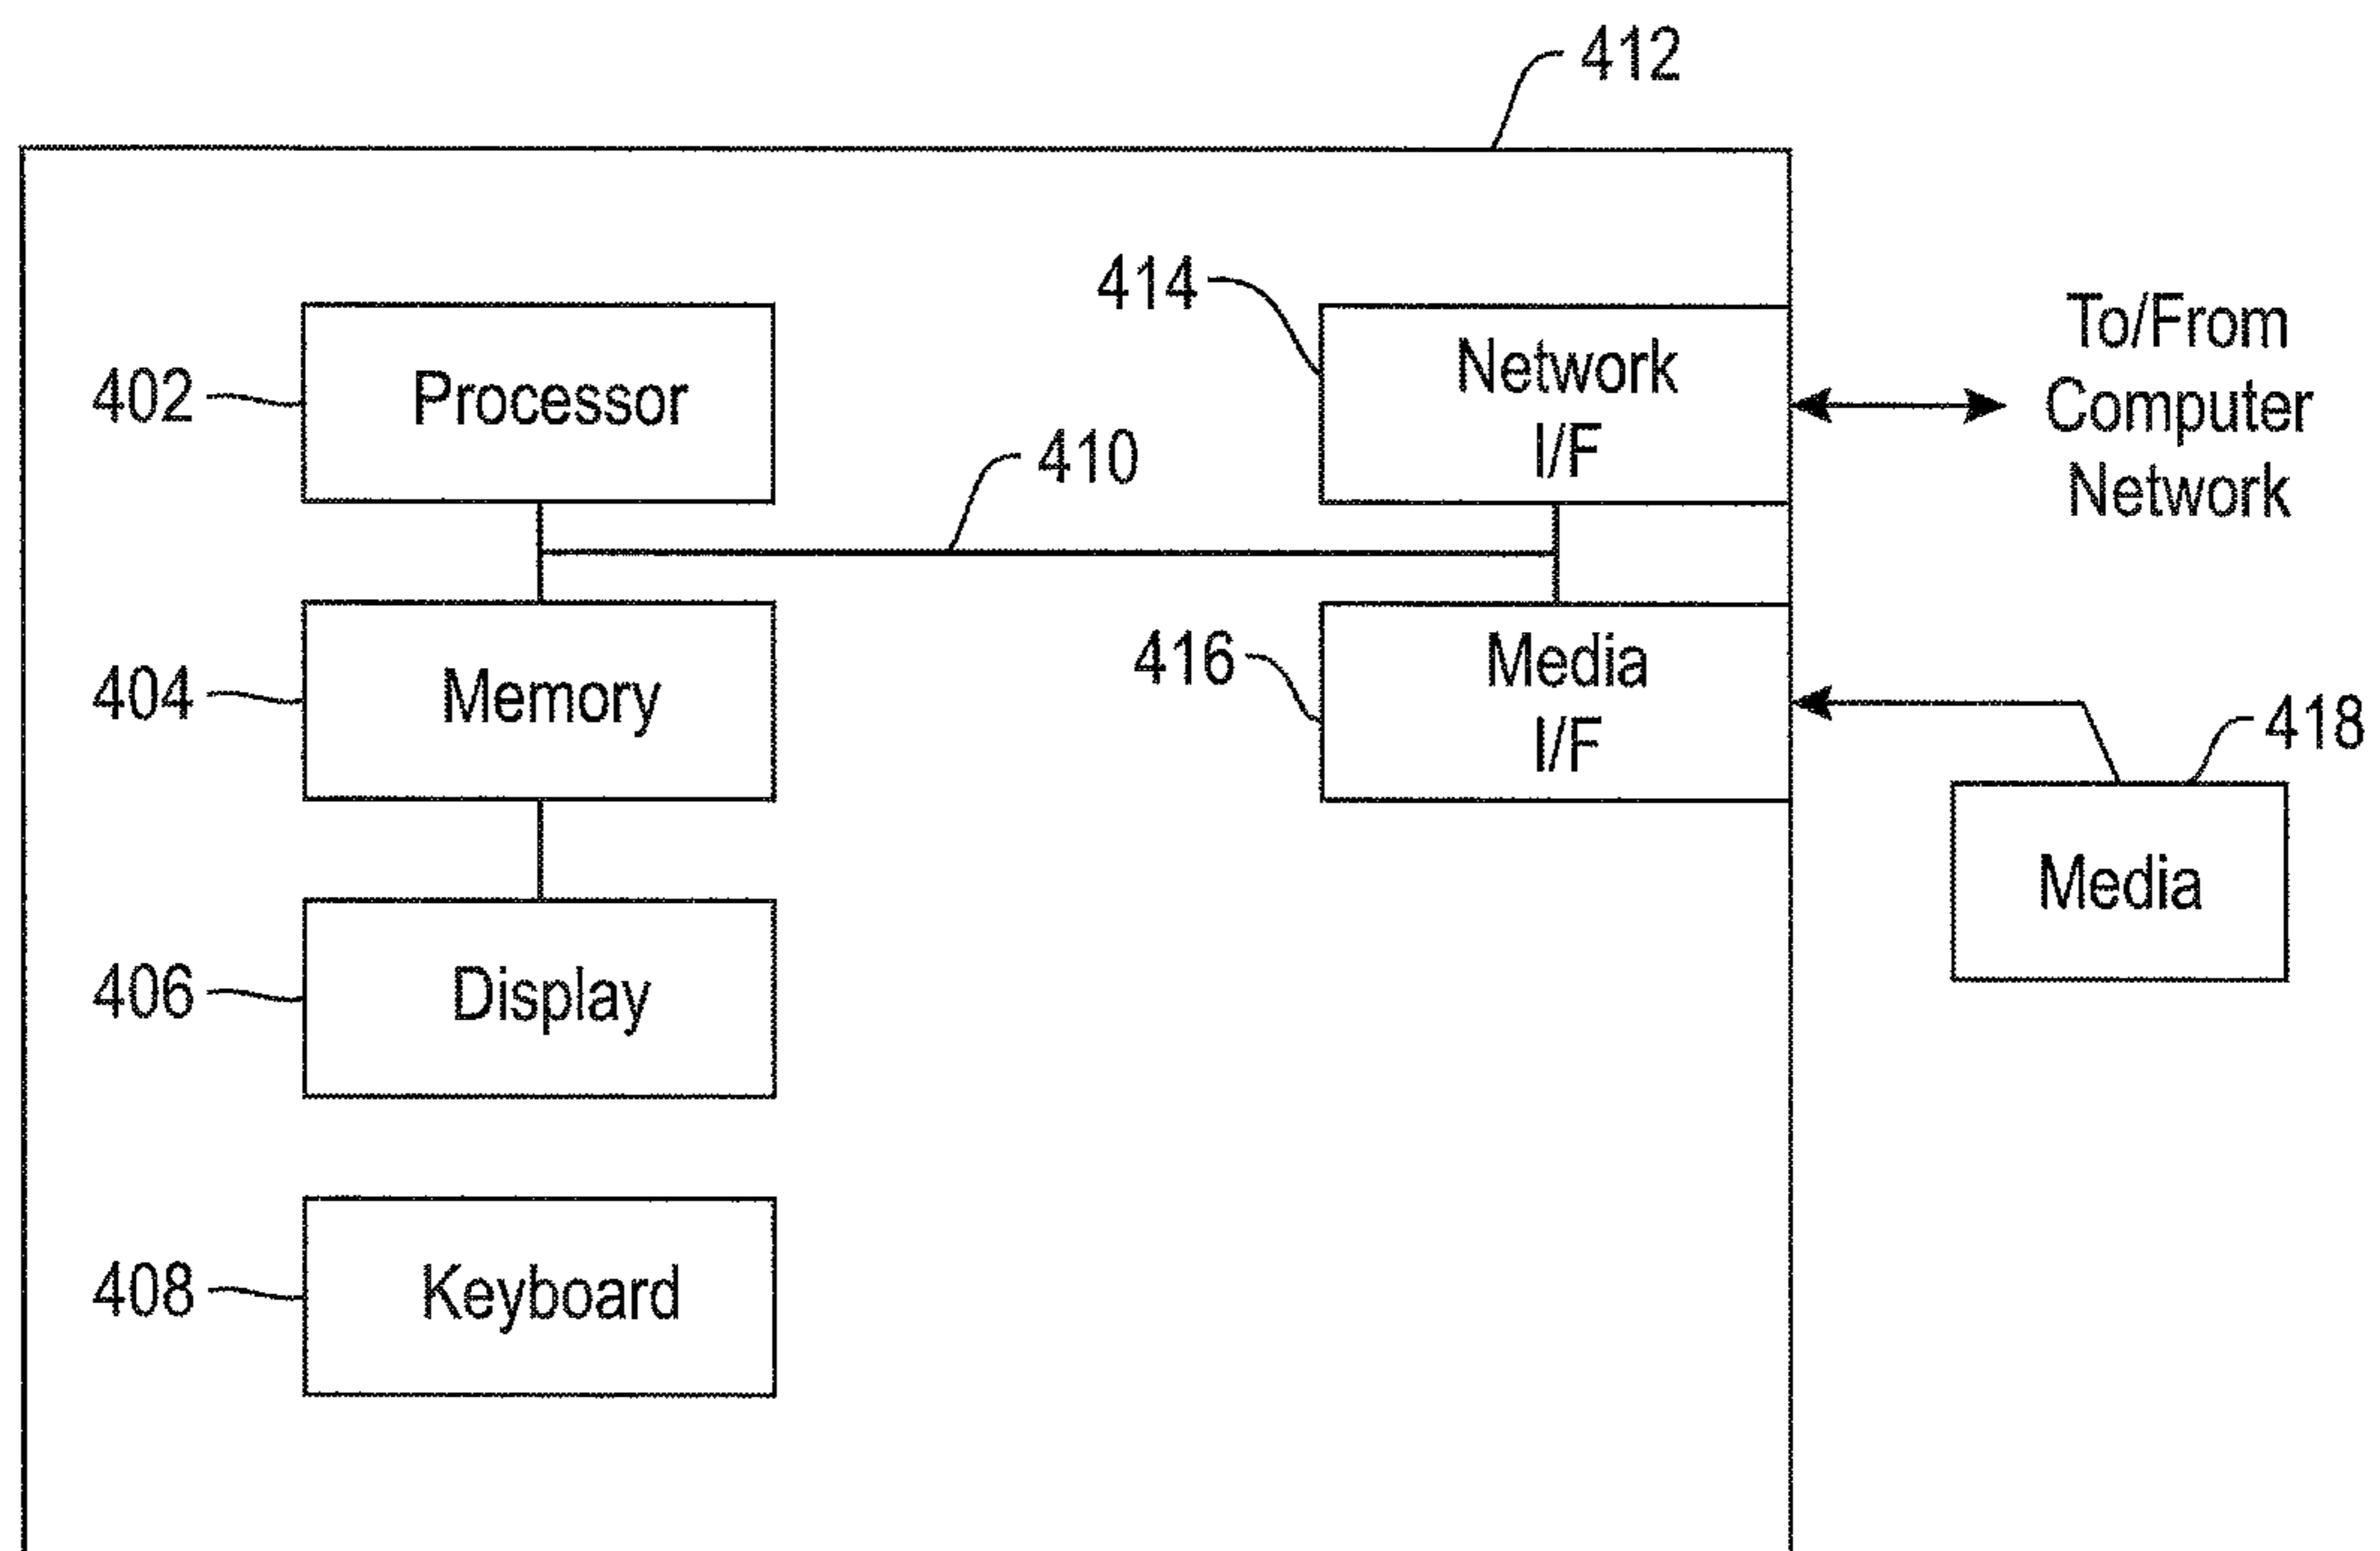 412
414
Network
I/F
To/From
Computer
Network
402
Processor
410
404
Memory
416
Media
I/F
418
Media
406
Display
408
Keyboard